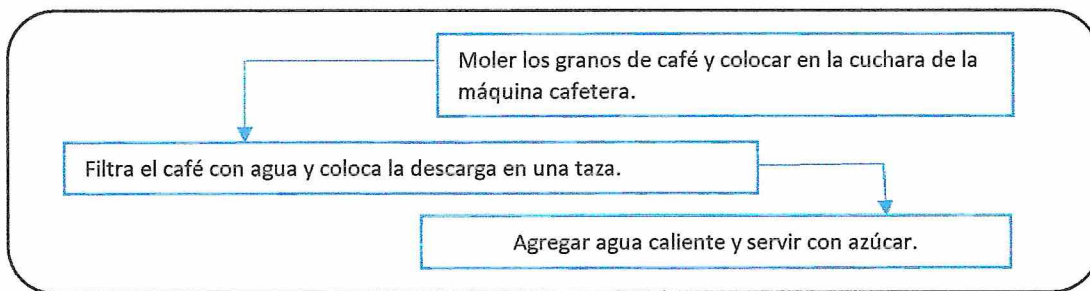 Moler los granos de café y colocar en la cuchara de la
máquina cafetera.
Filtra el café con agua y coloca la descarga en una taza.
Agregar agua caliente y servir con azúcar.